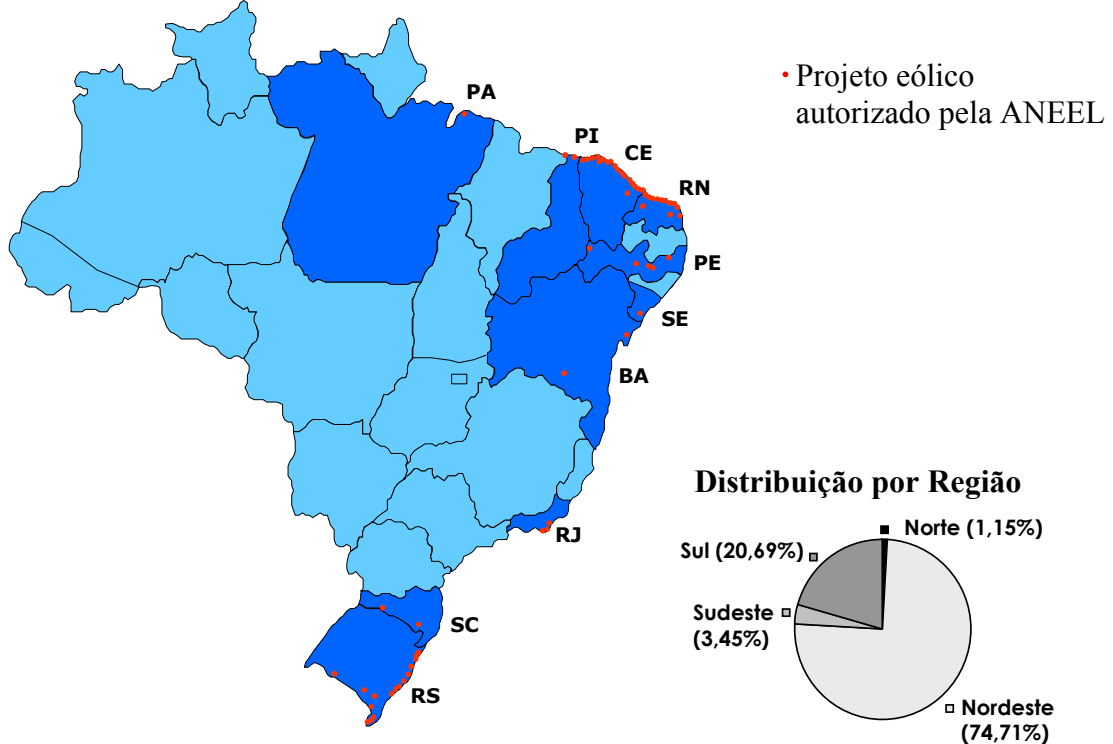 • Projeto eólico
autorizado pela ANEEL
PA
PI
CE
RN
PE
SE
BA
RJ
SC
RS
Distribuição por Região
Norte (1,15%)
Sul (20,69%)
Sudeste
(3,45%)
Nordeste
(74,71%)